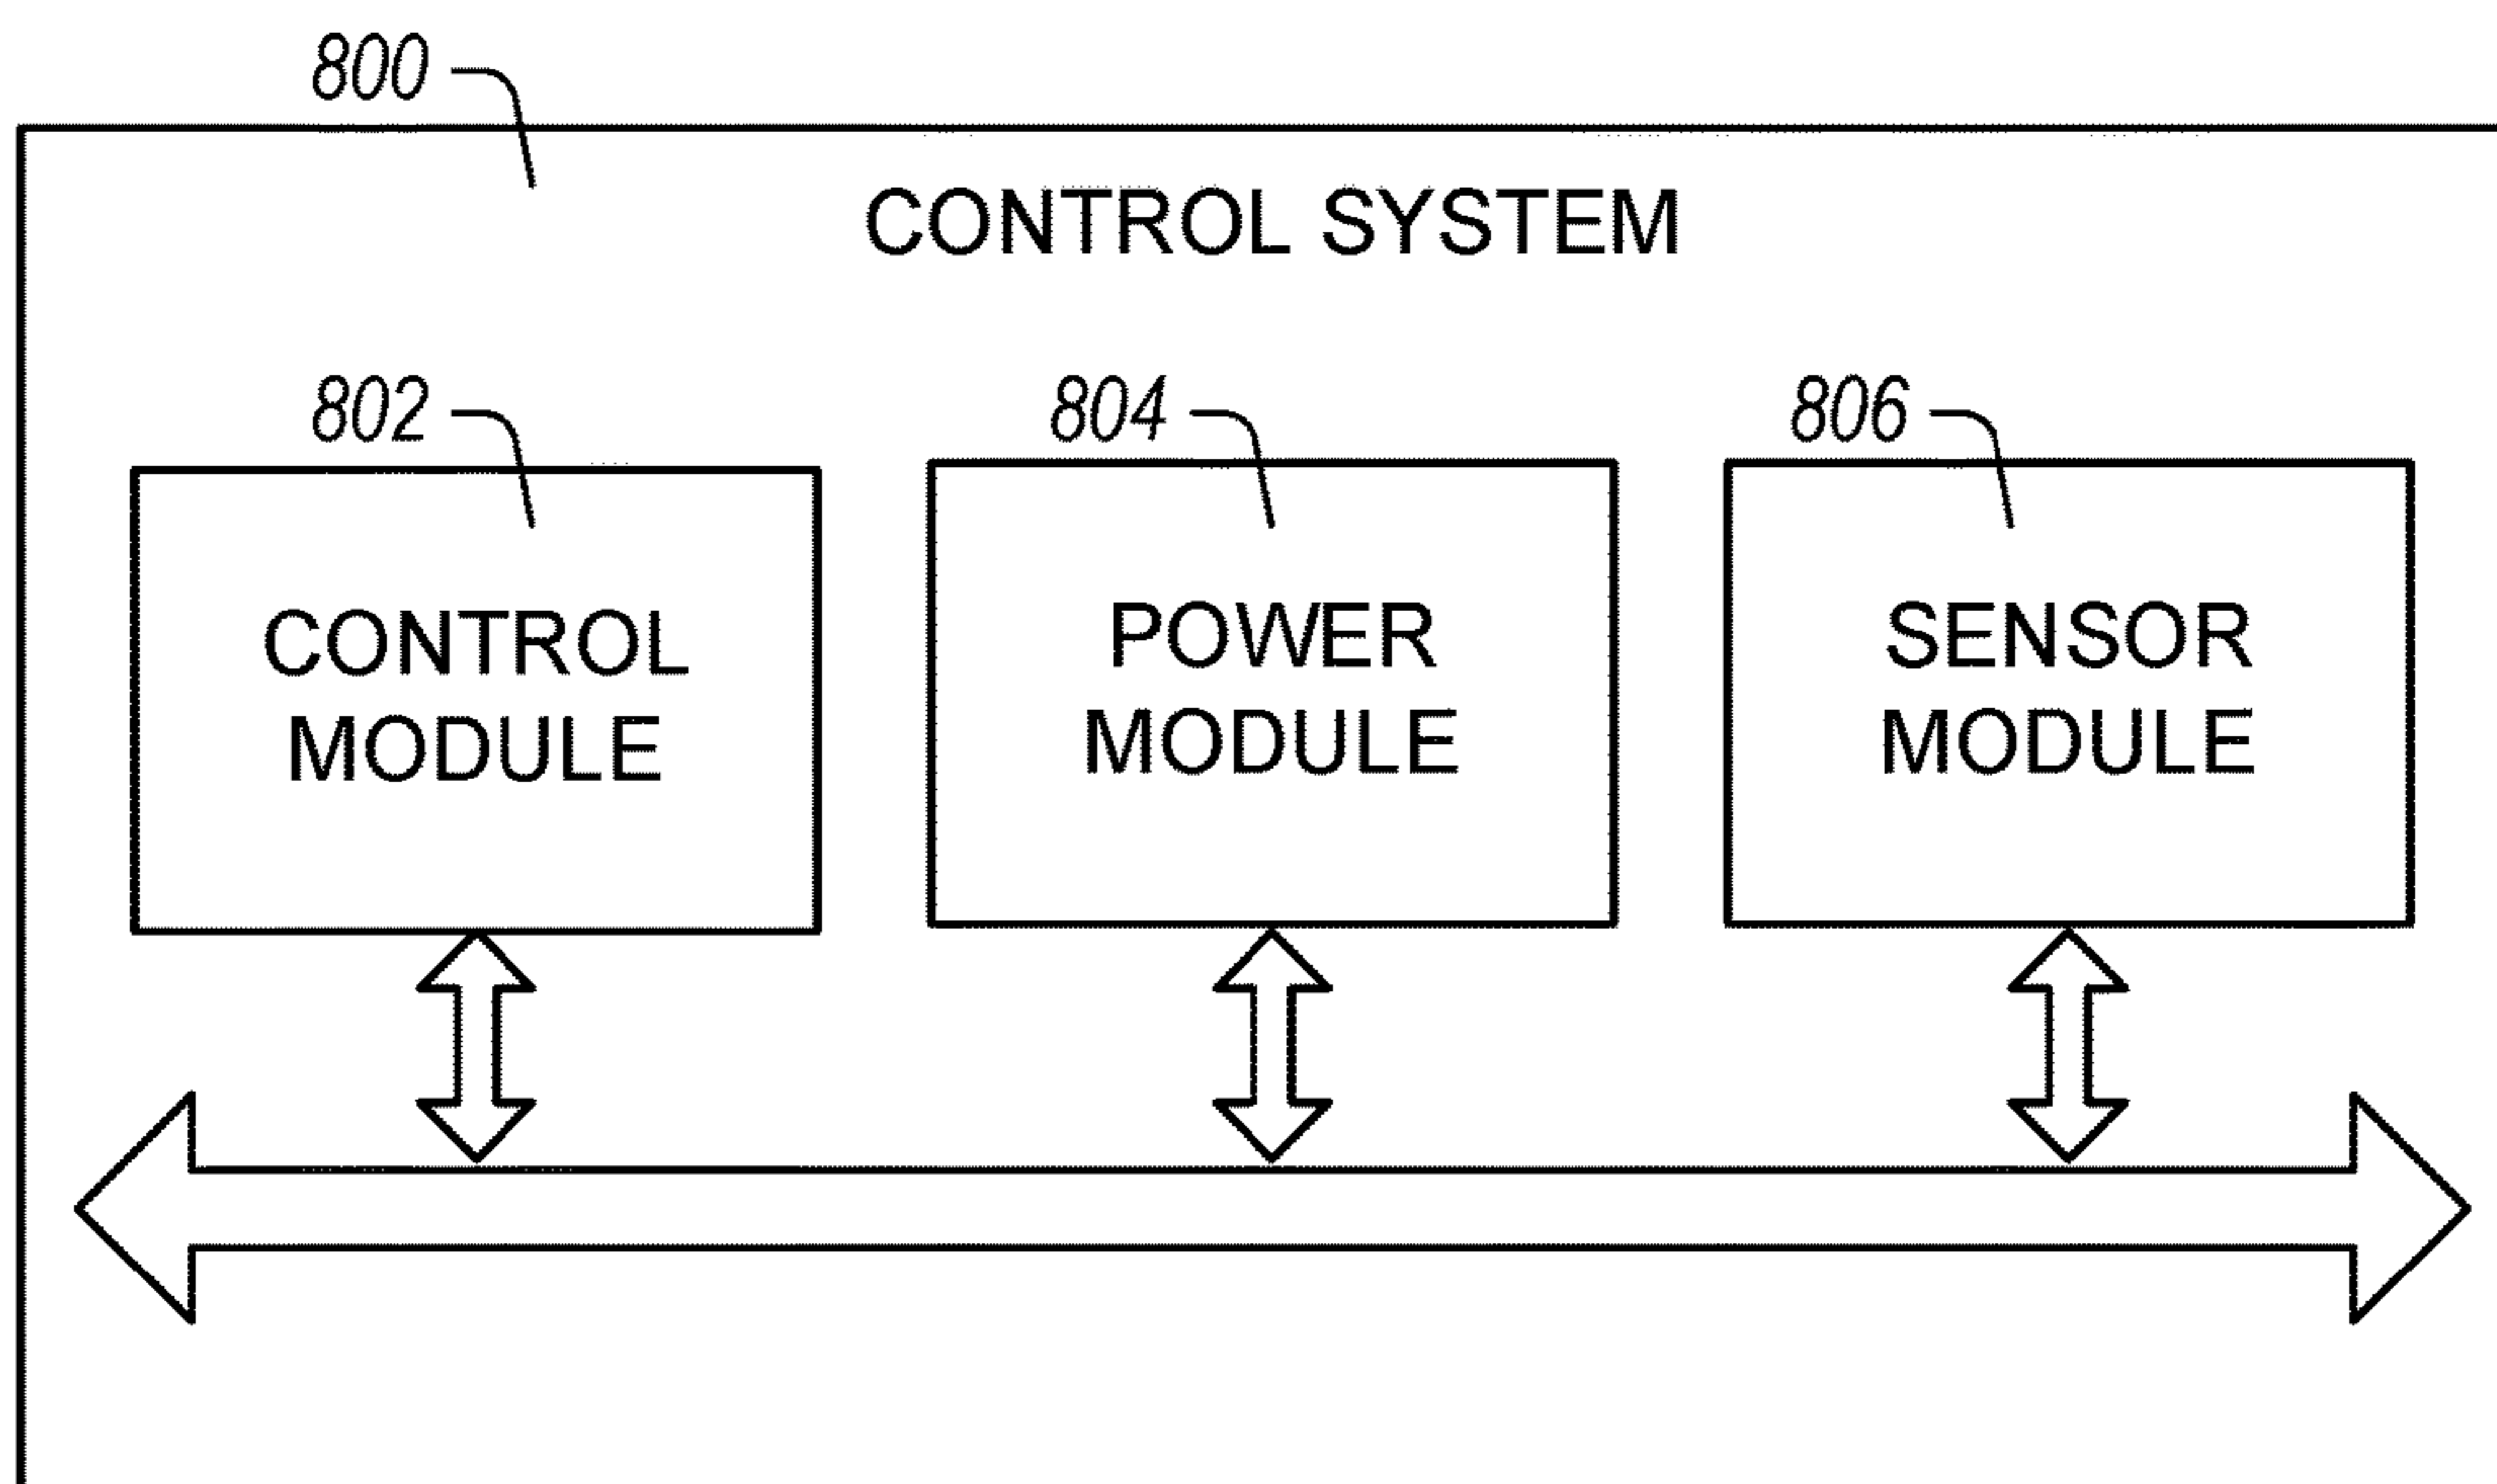 800
CONTROL SYSTEM
802
804
806
CONTROL
MODULE
POWER
MODULE
SENSOR
MODULE